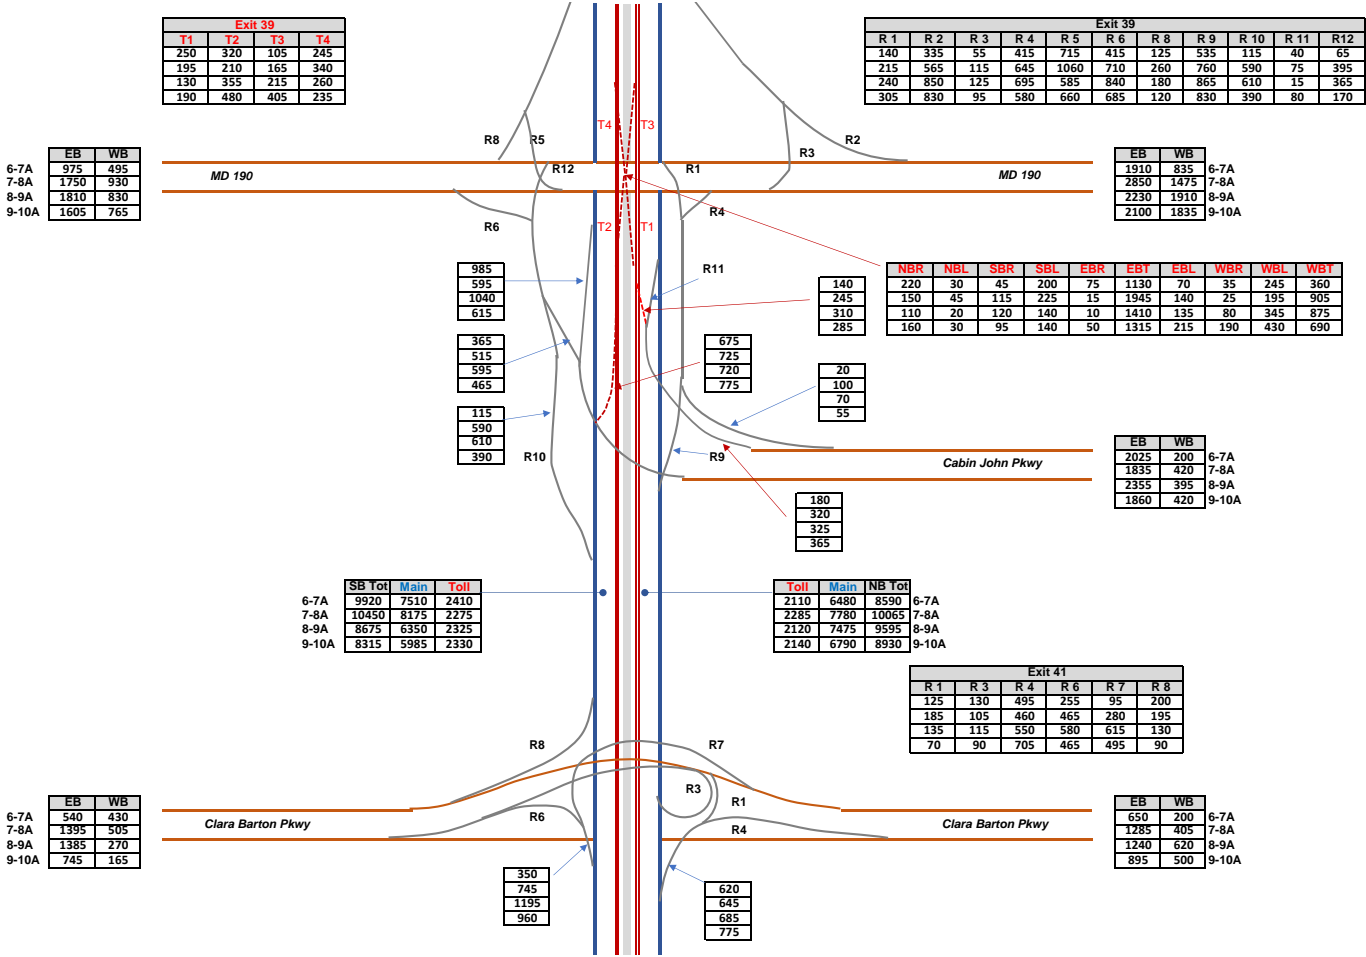 Exit 39
T1 T2 T3 T4
250 320 105 245
195 210 165 340
130 355 215 260
190 480 405 235
Exit 39
R 1 R 2 R 3 R 4 R 5 R 6 R 8 R 9 R 10 R 11 R12
140 335 55 415 715 415 125 535 115 40 65
215 565 115 645 1060 710 260 760 590 75 395
240 850 125 695 585 840 180 865 610 15 365
305 830 95 580 660 685 120 830 390 80 170
T4 T3
R8 R5 R2
R3
R12 R1
EB WB
6-7A 975 495
7-8A 1750 930
8-9A 1810 830
9-10A 1605 765
MD 190
MD 190
EB WB
1910 835 6-7A
2850 1475 7-8A
2230 1910 8-9A
2100 1835 9-10A
R6 T2 T1 R4
R11
985
595
1040
615
140
245
310
285
NBR NBL SBR SBL EBR EBT EBL WBR WBL WBT
220 30 45 200 75 1130 70 35 245 360
150 45 115 225 15 1945 140 25 195 905
110 20 120 140 10 1410 135 80 345 875
160 30 95 140 50 1315 215 190 430 690
365
515
595
465
675
725
720
775
20
100
70
55
115
590
610
390
R10 R9
Cabin John Pkwy
EB WB
2025 200 6-7A
1835 420 7-8A
2355 395 8-9A
1860 420 9-10A
180
320
325
365
SB Tot Main Toll
6-7A 9920 7510 2410
7-8A 10450 8175 2275
8-9A 8675 6350 2325
9-10A 8315 5985 2330
Toll Main NB Tot
2110 6480 8590 6-7A
2285 7780 10065 7-8A
2120 7475 9595 8-9A
2140 6790 8930 9-10A
Exit 41
R 1 R 3 R 4 R 6 R 7 R 8
125 130 495 255 95 200
185 105 460 465 280 195
135 115 550 580 615 130
70 90 705 465 495 90
R8 R7
R3
R1
R6 R4
EB WB
6-7A 540 430
7-8A 1395 505
8-9A 1385 270
9-10A 745 165
Clara Barton Pkwy
Clara Barton Pkwy
EB WB
650 200 6-7A
1285 405 7-8A
1240 620 8-9A
895 500 9-10A
350
745
1195
960
620
645
685
775